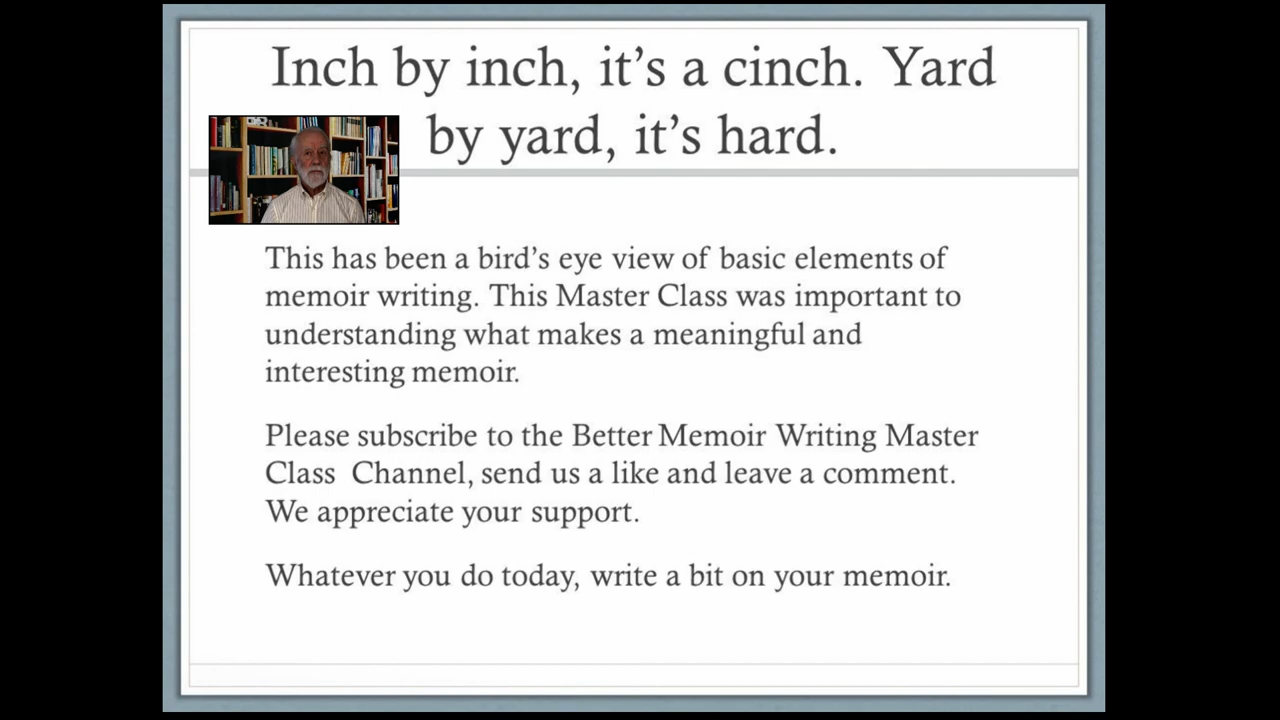 Inch by inch, it’s a cinch. Yard
by yard, it’s hard.
This has been a bird’s eye view of basic elements of
memoir writing. This Master Class was important to
understanding what makes a meaningful and
interesting memoir.
Please subscribe to the Better Memoir Writing Master
Class  Channel, send us a like and leave a comment.
We appreciate your support.
Whatever you do today, write a bit on your memoir.